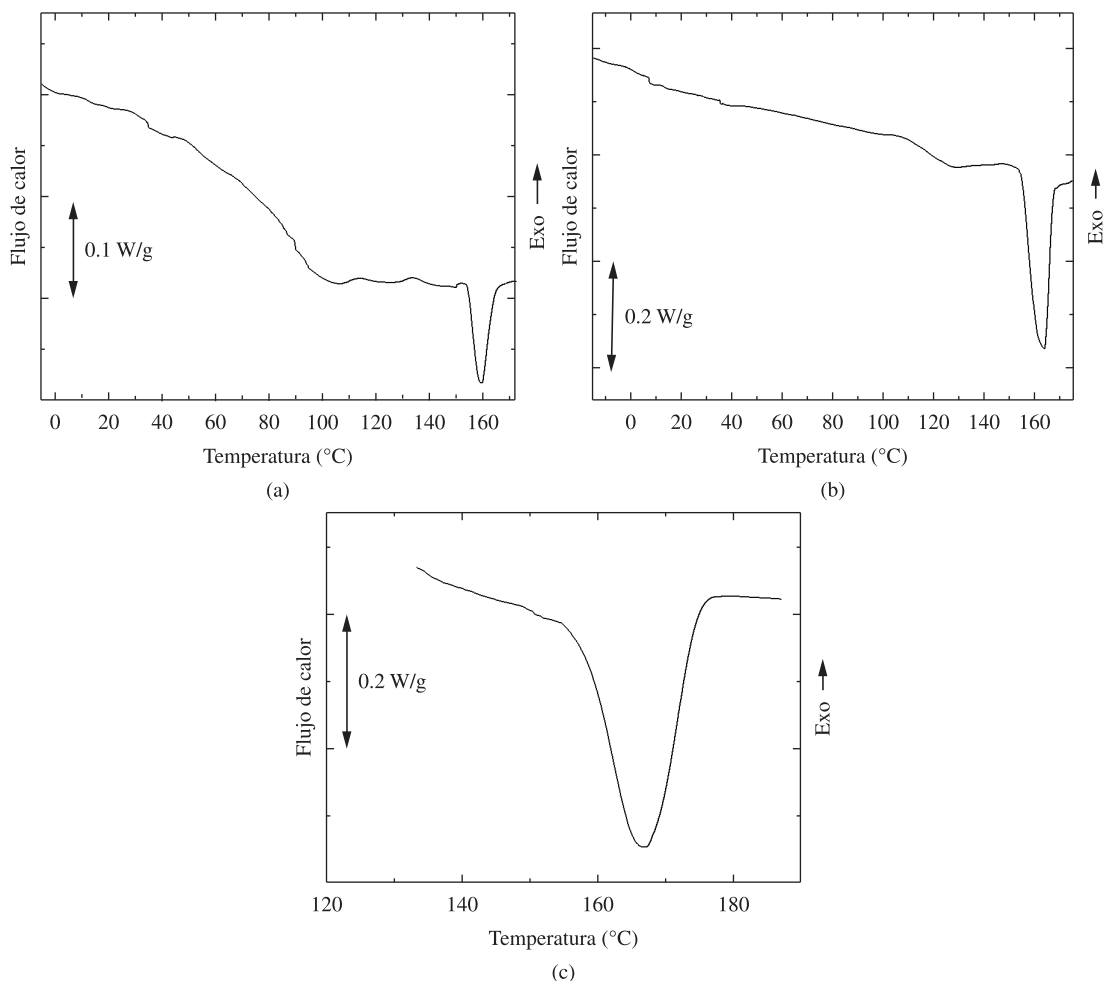 Flujo de calor
0.1 W/g
Exo
0 20 40 60 80 100 120 140 160
Temperatura (°C)
(a)
Flujo de calor
0.2 W/g
Exo
0 20 40 60 80 100 120 140 160
Temperatura (°C)
(b)
Flujo de calor
0.2 W/g
Exo
120 140 160 180
Temperatura (°C)
(c)